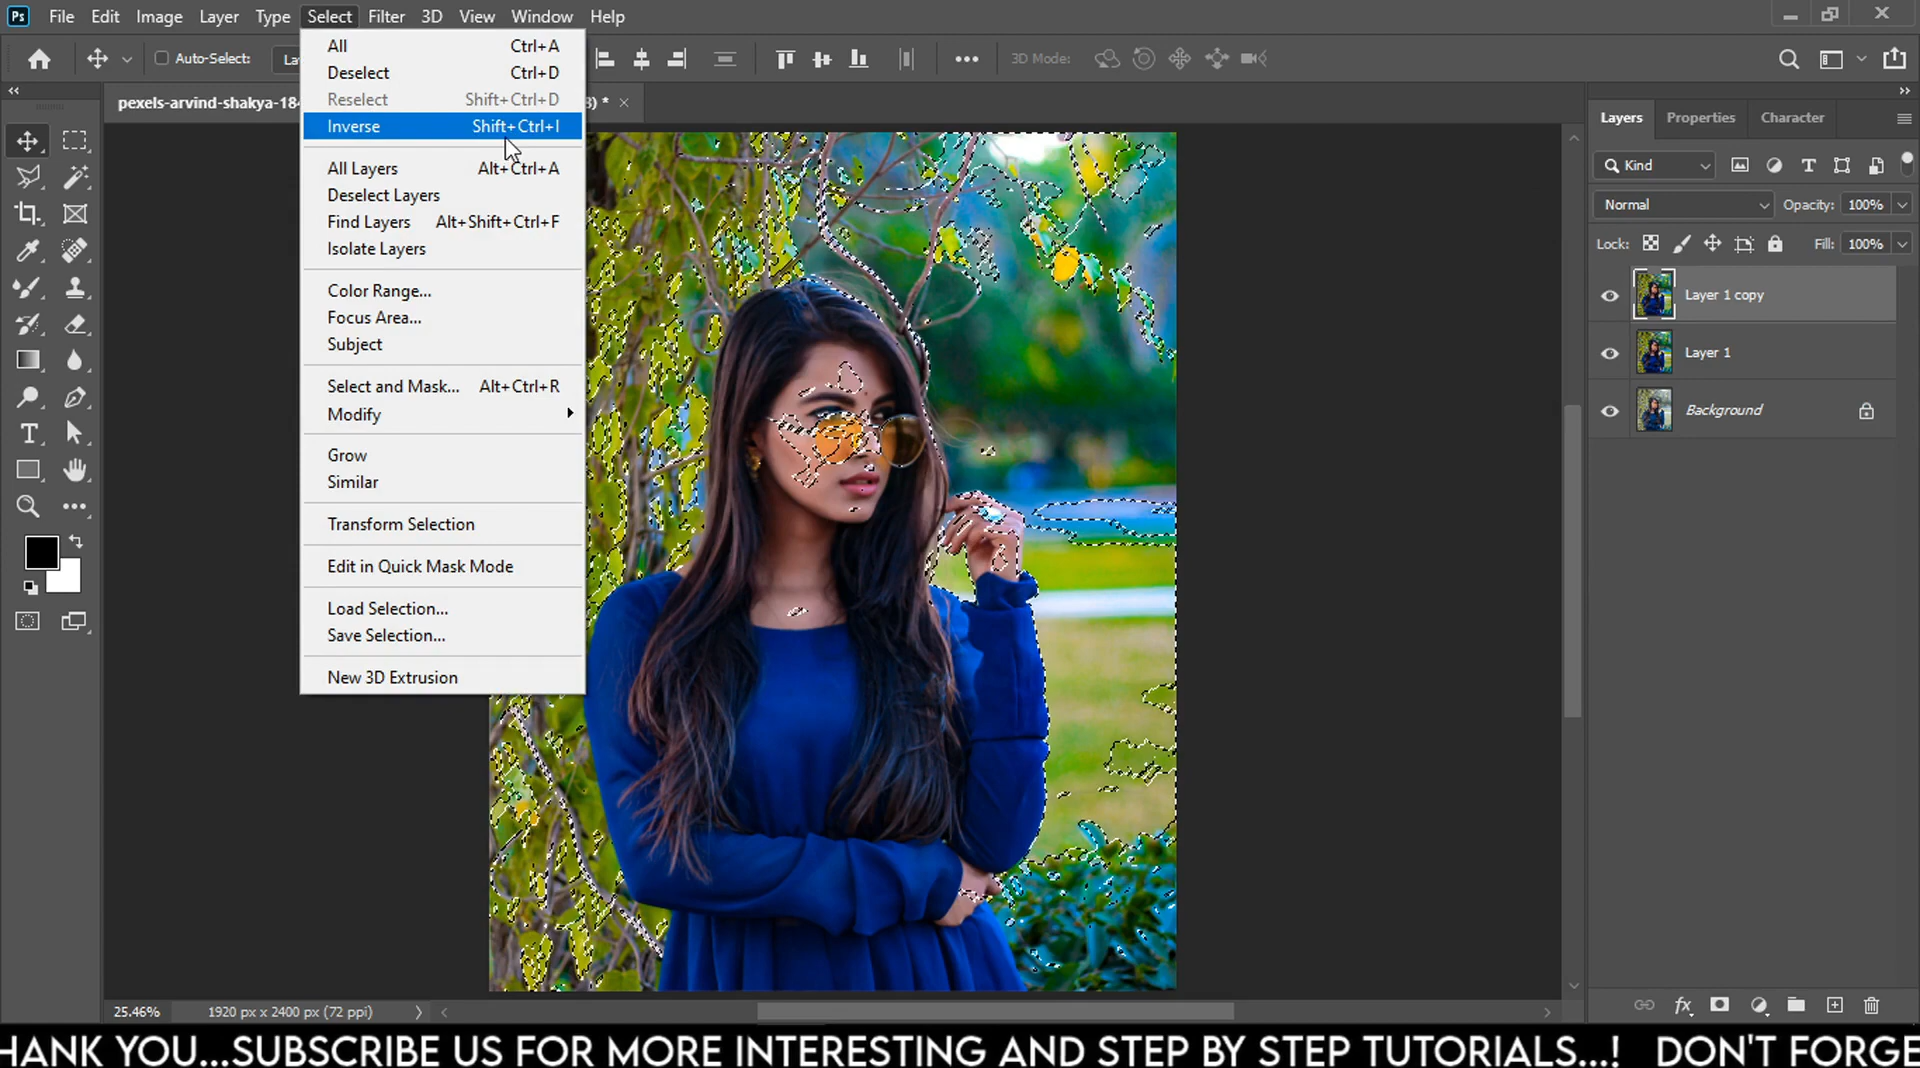 Ps File Edit Image Layer Type Select Filter 3D View Window Help
Auto-Select: 3D Mode:
pexels-arvind-shakya-18 ) * ×
All Ctrl+A
Deselect Ctrl+D
Reselect Shift+Ctrl+D
Inverse Shift+Ctrl+I
All Layers Alt+Ctrl+A
Deselect Layers
Find Layers Alt+Shift+Ctrl+F
Isolate Layers
Color Range...
Focus Area...
Subject
Select and Mask... Alt+Ctrl+R
Modify
Grow
Similar
Transform Selection
Edit in Quick Mask Mode
Load Selection...
Save Selection...
New 3D Extrusion
Layers Properties Character
Kind
Normal Opacity: 100%
Lock: Fill: 100%
Layer 1 copy
Layer 1
Background
25.46% 1920 px x 2400 px (72 ppi)
HANK YOU...SUBSCRIBE US FOR MORE INTERESTING AND STEP BY STEP TUTORIALS...! DON'T FORGE